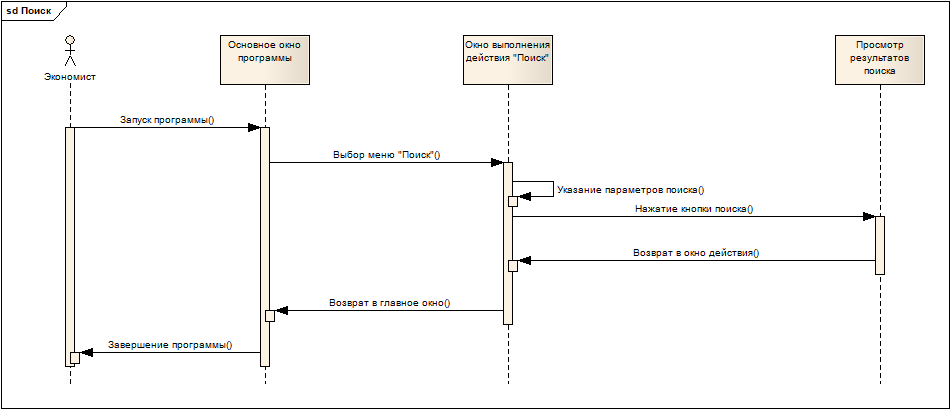 sd Поиск
Экономист
Основное окно
программы
Окно выполнения
действия "Поиск"
Просмотр
результатов
поиска
Запуск программы()
Выбор меню "Поиск"()
Указание параметров поиска()
Нажатие кнопки поиска()
Возврат в окно действия()
Возврат в главное окно()
Завершение программы()